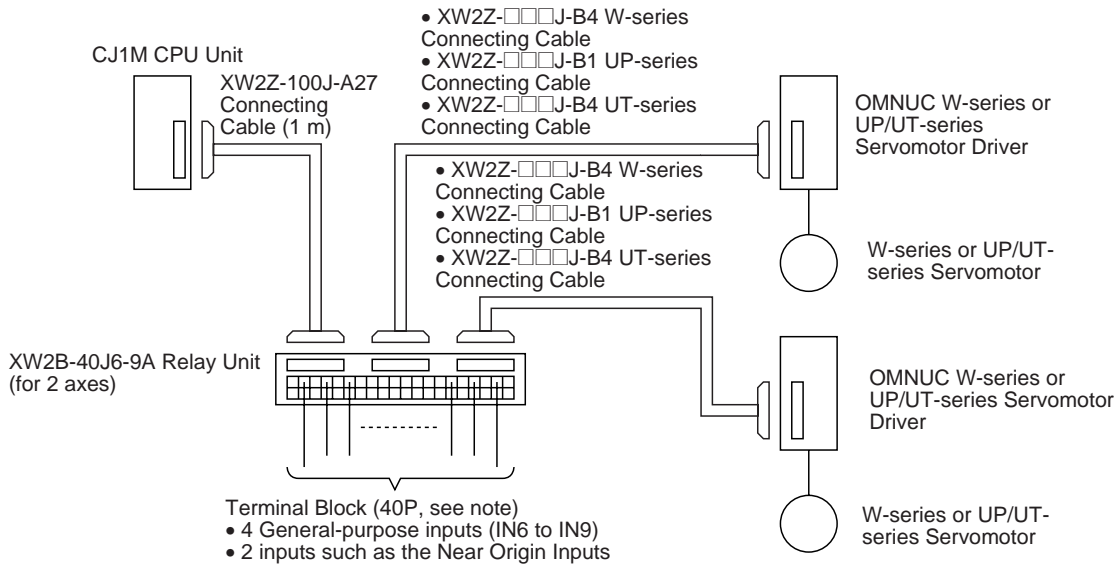 • XW2Z-□□□J-B4 W-series
Connecting Cable
• XW2Z-□□□J-B1 UP-series
Connecting Cable
• XW2Z-□□□J-B4 UT-series
Connecting Cable
CJ1M CPU Unit
XW2Z-100J-A27
Connecting
Cable (1 m)
OMNUC W-series or
UP/UT-series
Servomotor Driver
• XW2Z-□□□J-B4 W-series
Connecting Cable
• XW2Z-□□□J-B1 UP-series
Connecting Cable
• XW2Z-□□□J-B4 UT-series
Connecting Cable
W-series or UP/UT-
series Servomotor
XW2B-40J6-9A Relay Unit
(for 2 axes)
OMNUC W-series or
UP/UT-series Servomotor
Driver
Terminal Block (40P, see note)
• 4 General-purpose inputs (IN6 to IN9)
• 2 inputs such as the Near Origin Inputs
W-series or UP/UT-
series Servomotor